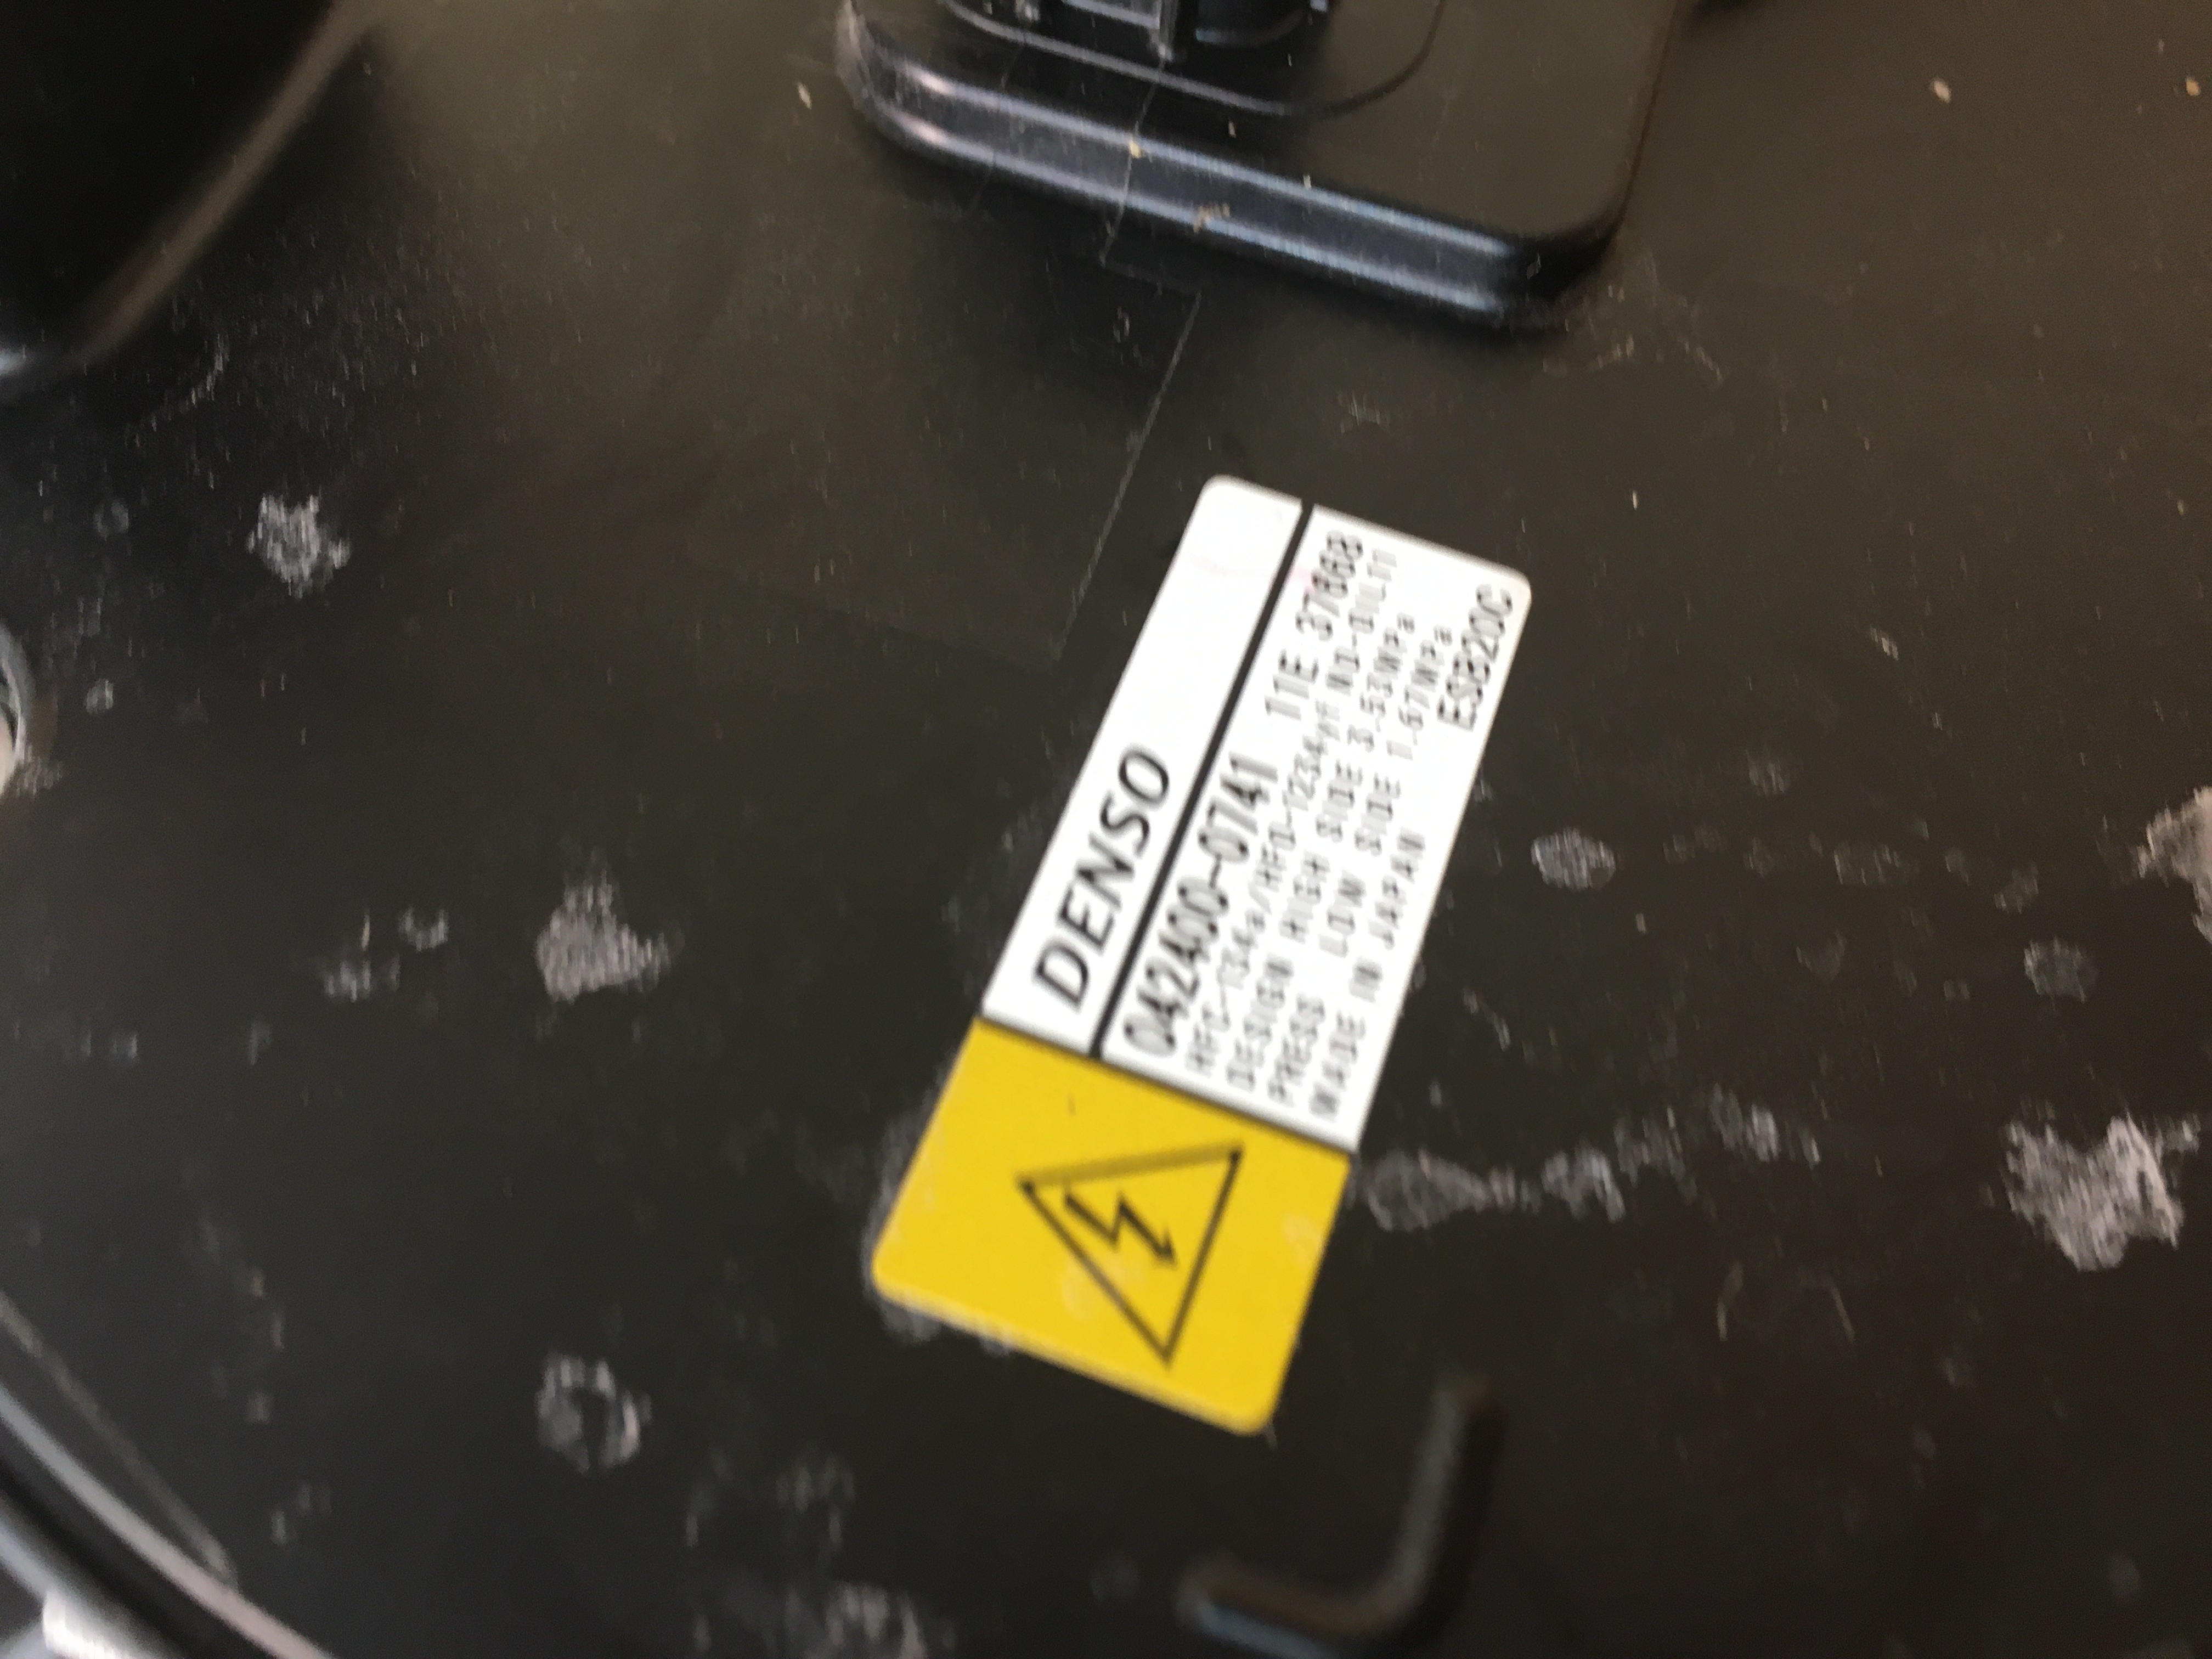 DENSO
042400-0741 11E 37868
HFC-134a/HFO-1234yf ND-OIL11
DESIGN HIGH SIDE 3.53MPa
PRESS LOW SIDE 1.67MPa
MADE IN JAPAN ESB20C